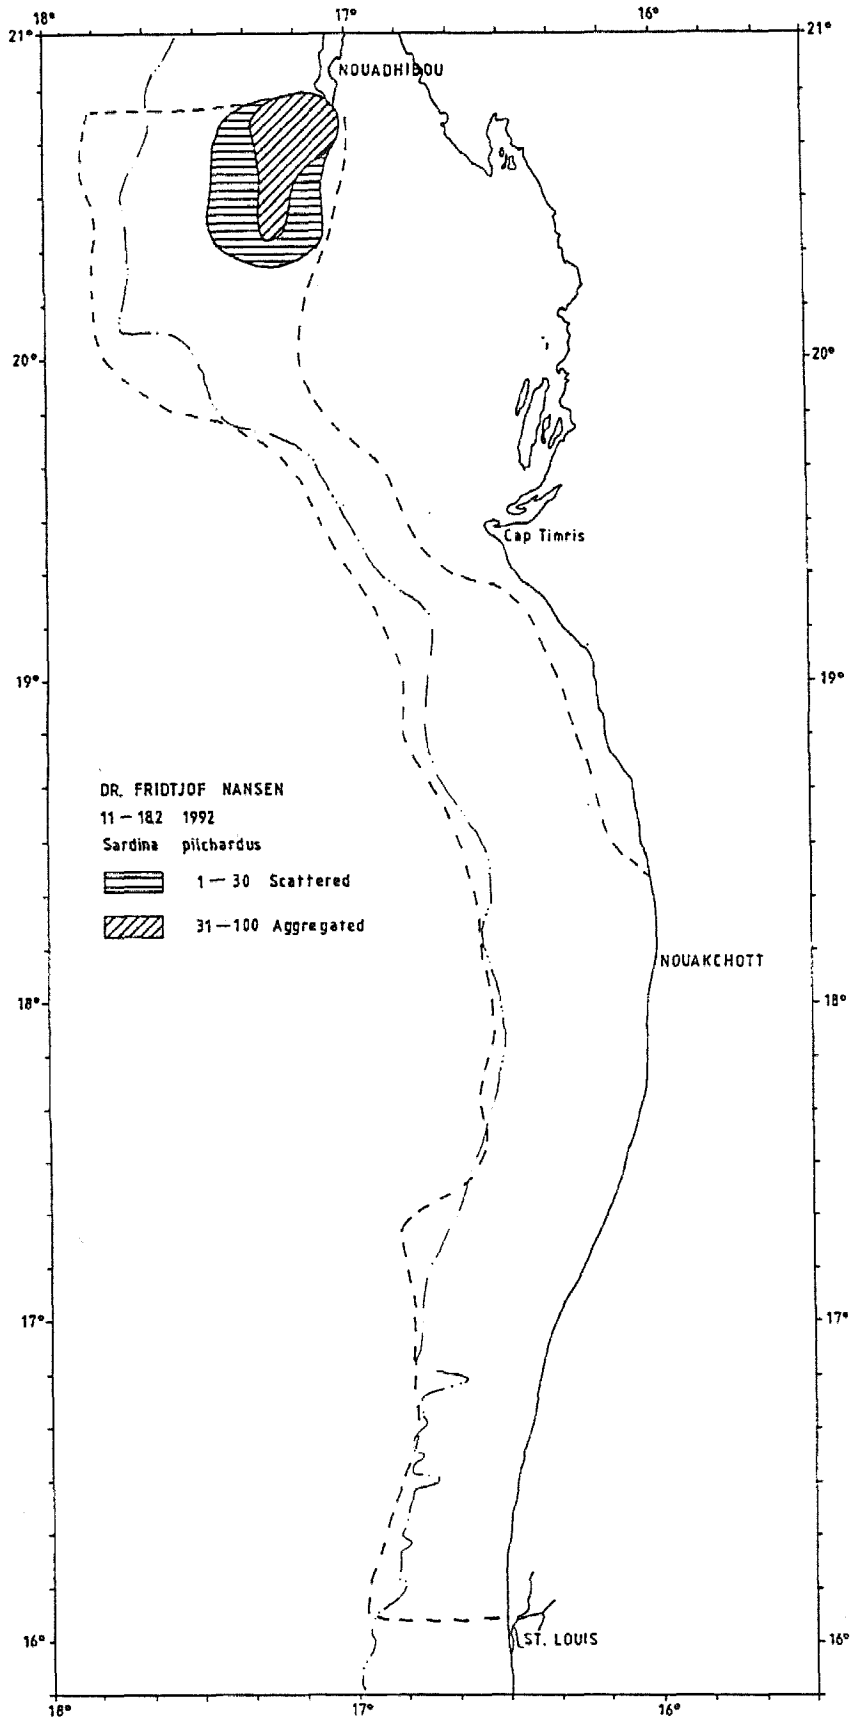 18° 17° 16°
21° 21°
NOUADHIBOU
20° 20°
Cap Timris
19° 19°
DR. FRIDTJOF NANSEN
11 – 18.2 1992
Sardina pilchardus
1 – 30 Scattered
31 – 100 Aggregated
NOUAKCHOTT
18° 18°
17° 17°
16° ST. LOUIS 16°
18° 17° 16°